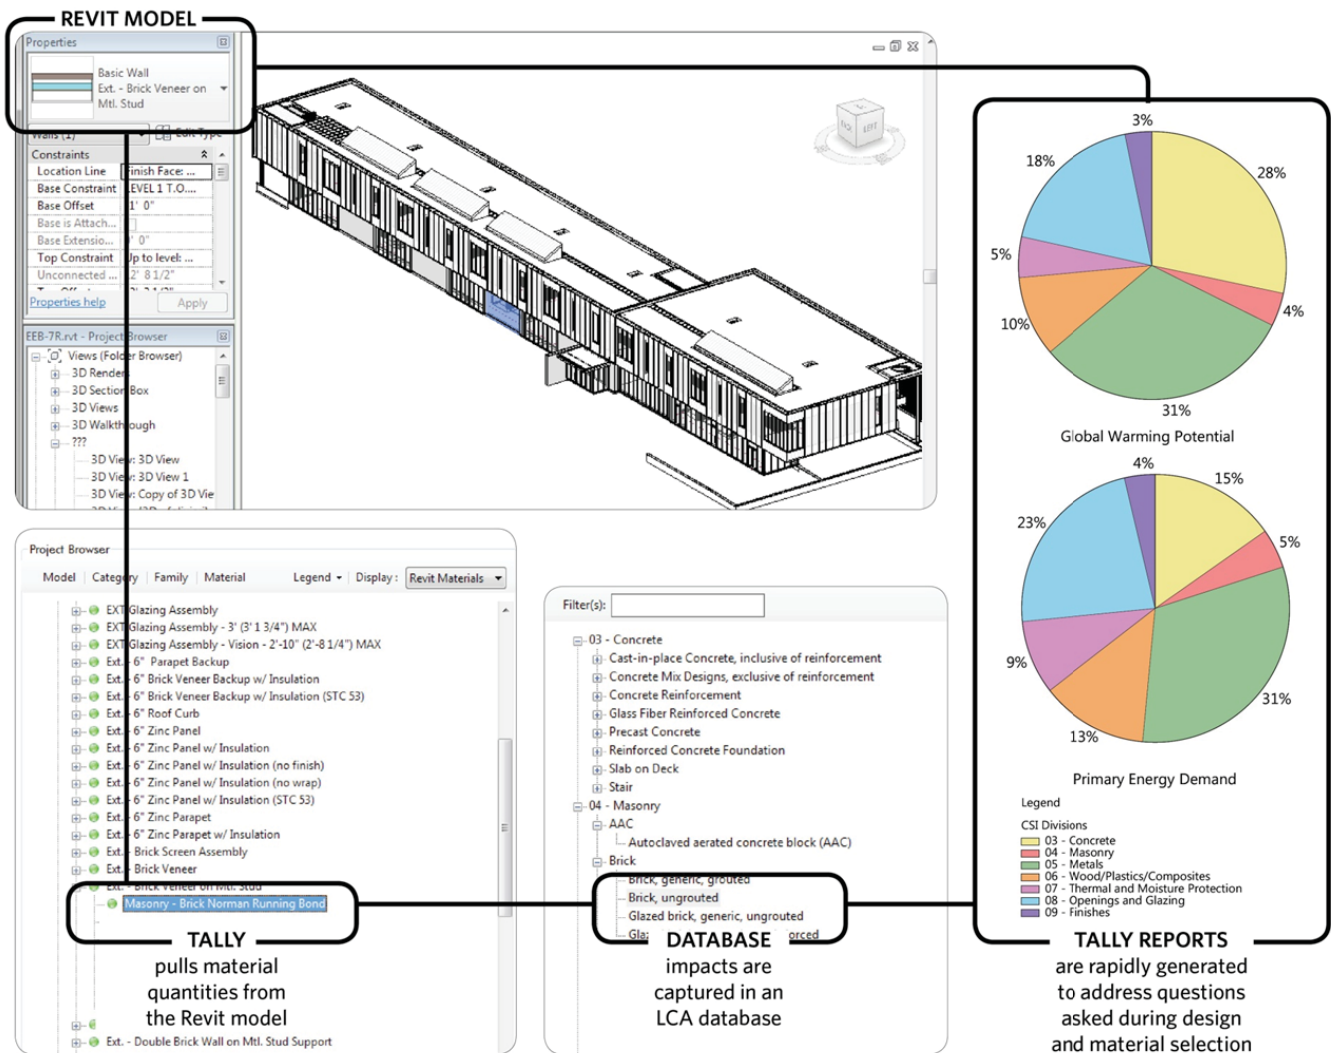 REVIT MODEL
Properties
Basic Wall
Ext. - Brick Veneer on
Mtl. Stud
Walls (1)
Edit Type
Constraints
Location Line
Finish Face: ...
Base Constraint
LEVEL 1 T.O....
Base Offset
1' 0"
Base is Attach...
Base Extensio...
0' 0"
Top Constraint
Up to level: ...
Unconnected ...
12' 8 1/2"
Properties help
Apply
EEB-7R.rvt - Project Browser
Views (Folder Browser)
3D Render
3D Section Box
3D Views
3D Walkthrough
???
3D View: 3D View
3D View: 3D View 1
3D View: Copy of 3D Vie
LEFT
3%
18%
28%
5%
4%
10%
31%
Global Warming Potential
4%
15%
23%
5%
9%
31%
13%
Primary Energy Demand
Legend
CSI Divisions
03 - Concrete
04 - Masonry
05 - Metals
06 - Wood/Plastics/Composites
07 - Thermal and Moisture Protection
08 - Openings and Glazing
09 - Finishes
Project Browser
Model
Category
Family
Material
Legend
Display :
Revit Materials
EXT Glazing Assembly
EXT Glazing Assembly - 3' (3' 1 3/4") MAX
EXT Glazing Assembly - Vision - 2'-10" (2'-8 1/4") MAX
Ext. - 6" Parapet Backup
Ext. - 6" Brick Veneer Backup w/ Insulation
Ext. - 6" Brick Veneer Backup w/ Insulation (STC 53)
Ext. - 6" Roof Curb
Ext. - 6" Zinc Panel
Ext. - 6" Zinc Panel w/ Insulation
Ext. - 6" Zinc Panel w/ Insulation (no finish)
Ext. - 6" Zinc Panel w/ Insulation (no wrap)
Ext. - 6" Zinc Panel w/ Insulation (STC 53)
Ext. - 6" Zinc Parapet
Ext. - 6" Zinc Parapet w/ Insulation
Ext. - Brick Screen Assembly
Ext. - Brick Veneer
Ext. - Brick Veneer on Mtl. Stud
Masonry - Brick Norman Running Bond
TALLY
pulls material
quantities from
the Revit model
Ext. - Double Brick Wall on Mtl. Stud Support
Filter(s):
03 - Concrete
Cast-in-place Concrete, inclusive of reinforcement
Concrete Mix Designs, exclusive of reinforcement
Concrete Reinforcement
Glass Fiber Reinforced Concrete
Precast Concrete
Reinforced Concrete Foundation
Slab on Deck
Stair
04 - Masonry
AAC
Autoclaved aerated concrete block (AAC)
Brick
Brick, generic, grouted
Brick, ungrouted
Glazed brick, generic, ungrouted
DATABASE
impacts are
captured in an
LCA database
TALLY REPORTS
are rapidly generated
to address questions
asked during design
and material selection